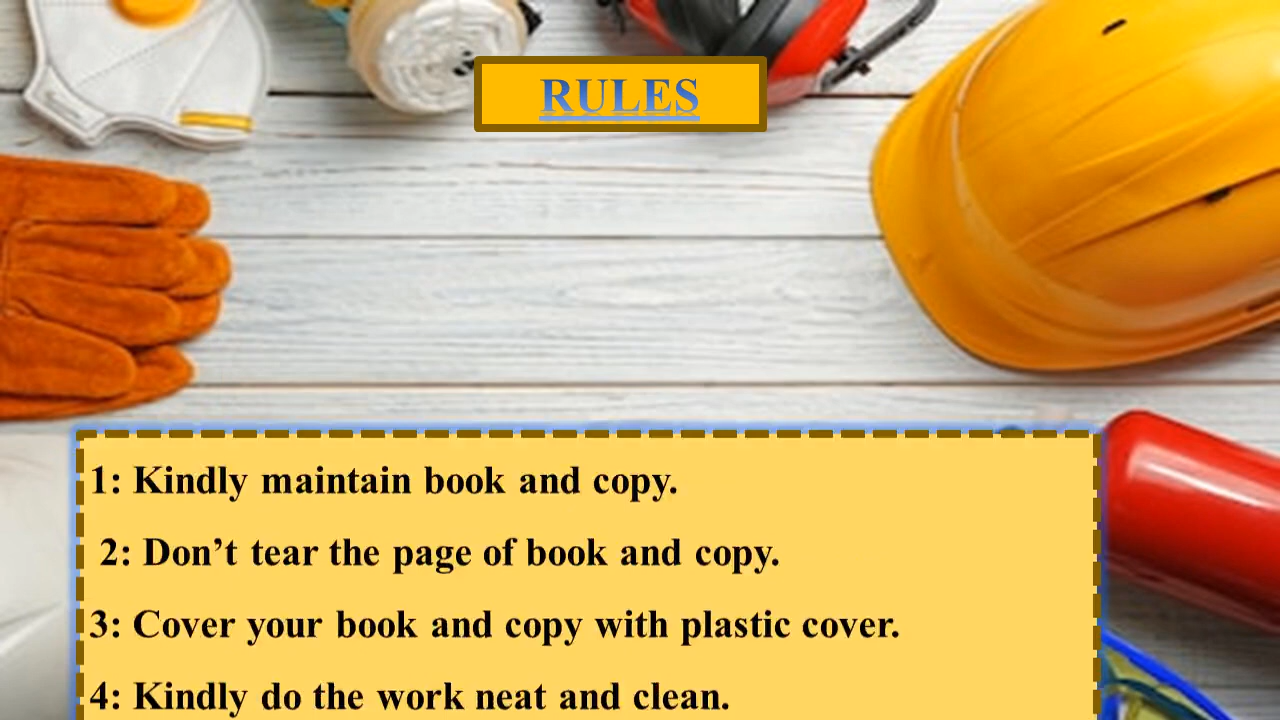 RULES
1: Kindly maintain book and copy.
2: Don’t tear the page of book and copy.
3: Cover your book and copy with plastic cover.
4: Kindly do the work neat and clean.